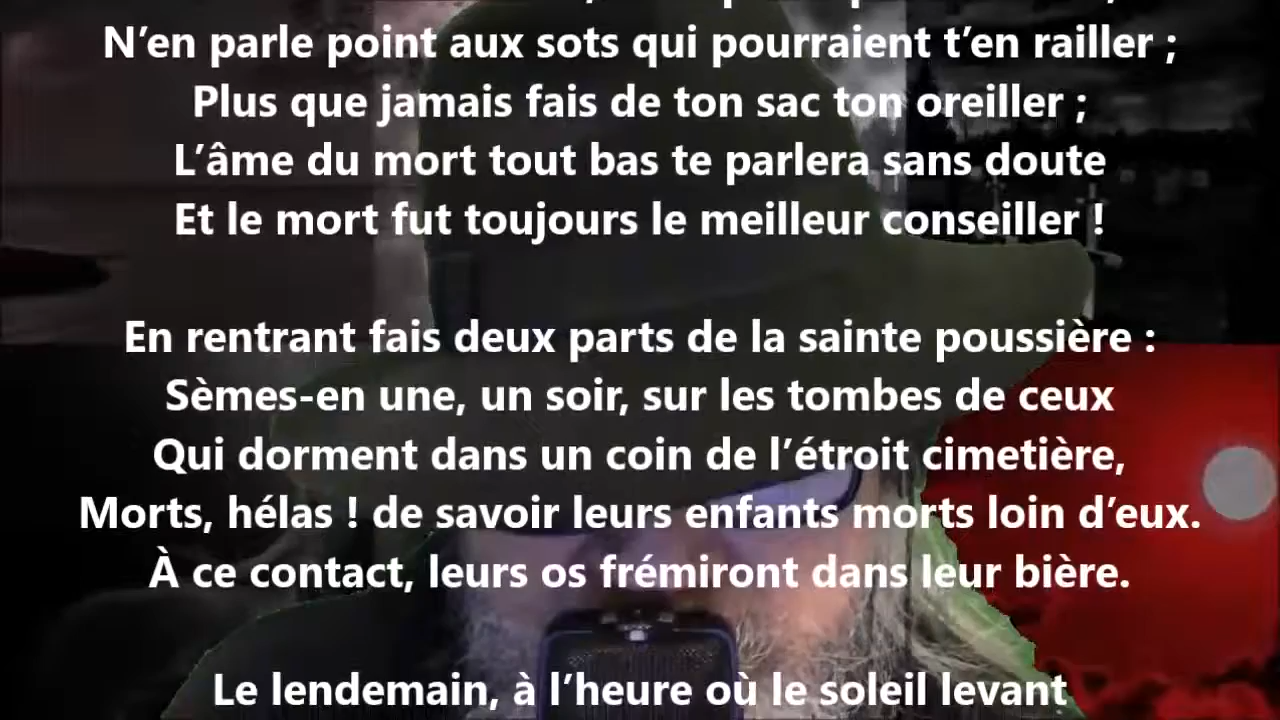 N’en parle point aux sots qui pourraient t’en railler ;
Plus que jamais fais de ton sac ton oreiller ;
L’âme du mort tout bas te parlera sans doute
Et le mort fut toujours le meilleur conseiller !
En rentrant fais deux parts de la sainte poussière :
Sèmes-en une, un soir, sur les tombes de ceux
Qui dorment dans un coin de l’étroit cimetière,
Morts, hélas ! de savoir leurs enfants morts loin d’eux.
À ce contact, leurs os frémiront dans leur bière.
Le lendemain, à l’heure où le soleil levant